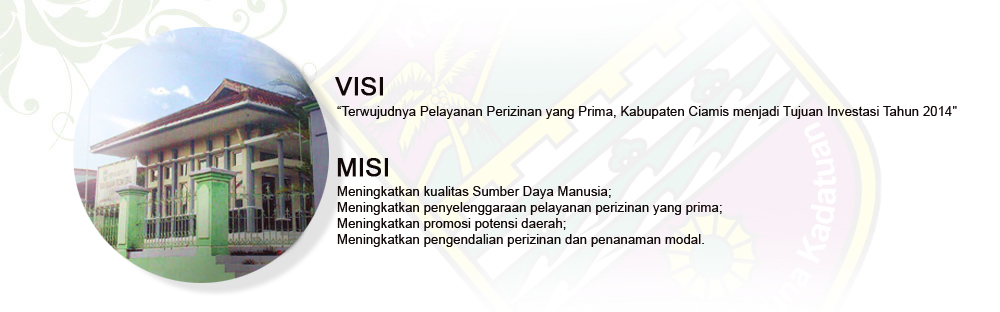 VISI
“Terwujudnya Pelayanan Perizinan yang Prima, Kabupaten Ciamis menjadi Tujuan Investasi Tahun 2014"
MISI
Meningkatkan kualitas Sumber Daya Manusia;
Meningkatkan penyelenggaraan pelayanan perizinan yang prima;
Meningkatkan promosi potensi daerah;
Meningkatkan pengendalian perizinan dan penanaman modal.
Kadatuan